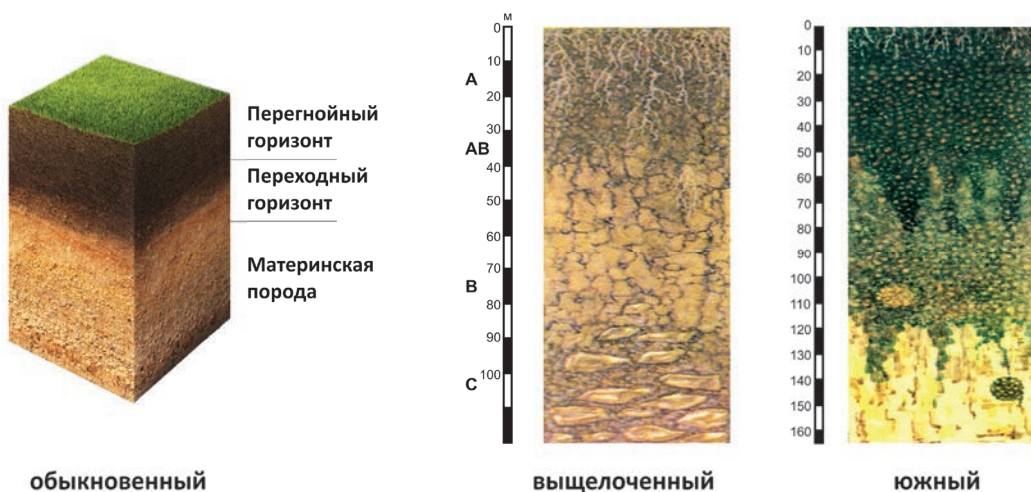 Перегнойный
горизонт
Переходный
горизонт
Материнская
порода
обыкновенный
м
0
10
A
20
30
AB
40
50
60
70
B
80
90
100
C
выщелоченный
0
10
20
30
40
50
60
70
80
90
100
110
120
130
140
150
160
южный